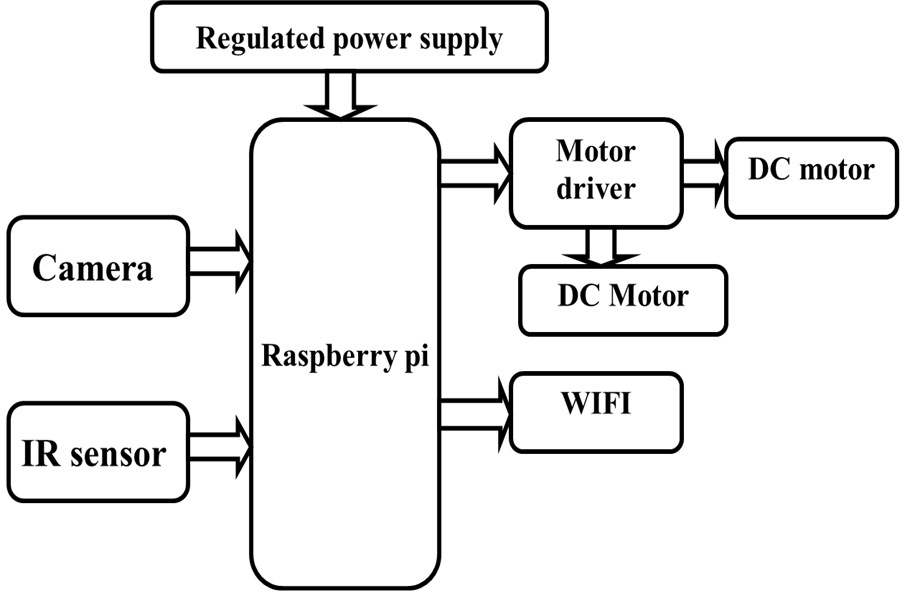 Regulated power supply
Motor
driver
DC motor
Camera
DC Motor
Raspberry pi
WIFI
IR sensor